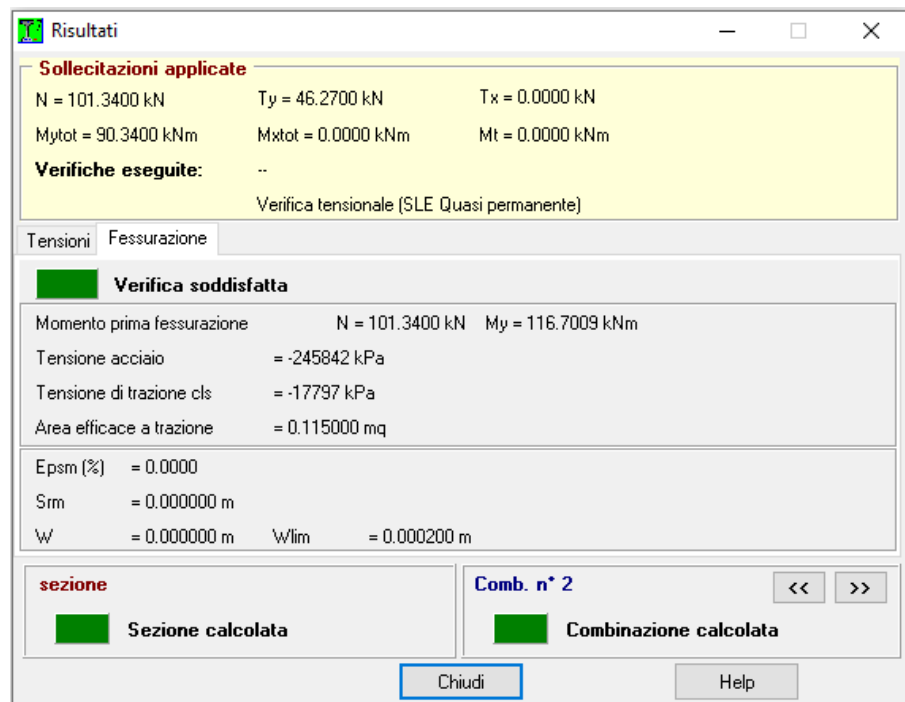 Risultati
Sollecitazioni applicate
N = 101.3400 kN Ty = 46.2700 kN Tx = 0.0000 kN
Mytot = 90.3400 kNm Mxtot = 0.0000 kNm Mt = 0.0000 kNm
Verifiche eseguite: --
Verifica tensionale (SLE Quasi permanente)
Tensioni Fessurazione
Verifica soddisfatta
Momento prima fessurazione N = 101.3400 kN My = 116.7009 kNm
Tensione acciaio = -245842 kPa
Tensione di trazione cls = -17797 kPa
Area efficace a trazione = 0.115000 mq
Epsm (%) = 0.0000
Srm = 0.000000 m
W = 0.000000 m Wlim = 0.000200 m
sezione Comb. n° 2 << >>
Sezione calcolata Combinazione calcolata
Chiudi Help